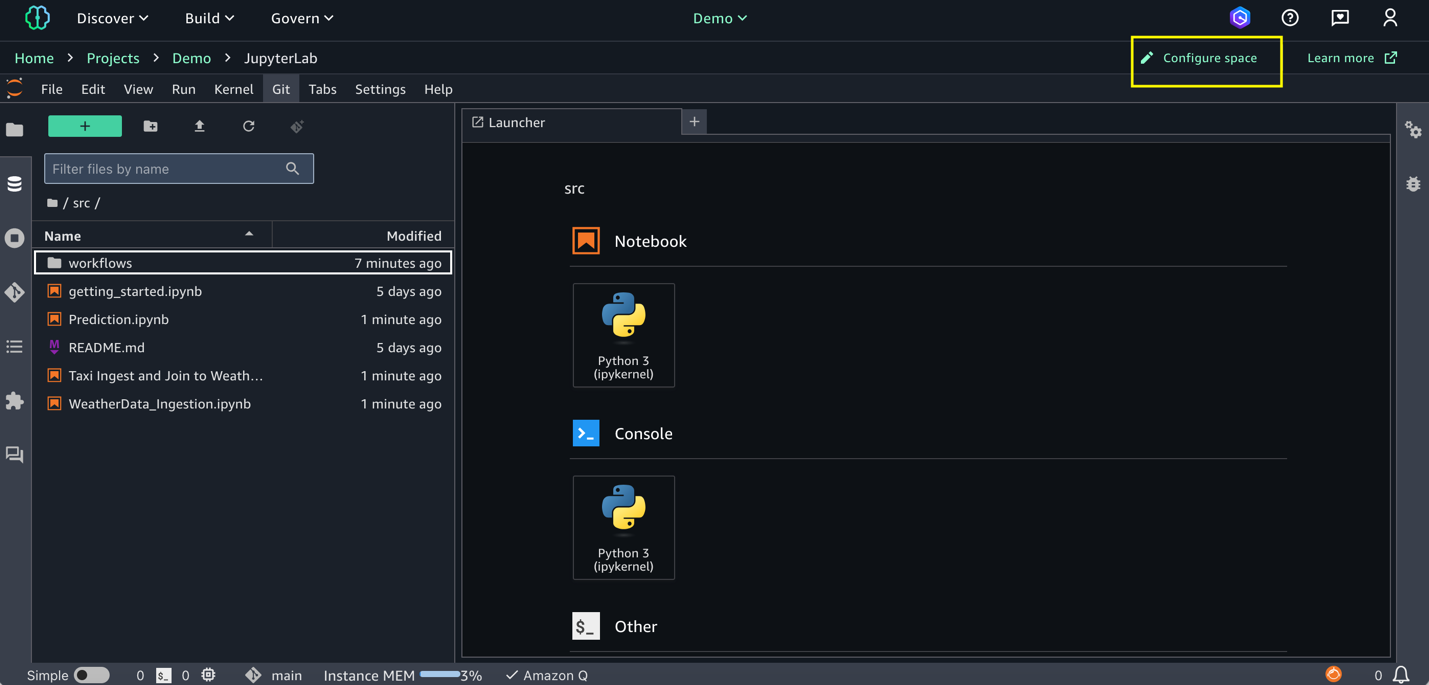 Discover Build Govern Demo
Home > Projects > Demo > JupyterLab Configure space Learn more
File Edit View Run Kernel Git Tabs Settings Help
+
Launcher +
Filter files by name
/ src /
Name Modified
workflows 7 minutes ago
getting_started.ipynb 5 days ago
Prediction.ipynb 1 minute ago
README.md 5 days ago
Taxi Ingest and Join to Weath... 1 minute ago
WeatherData_Ingestion.ipynb 1 minute ago
src
Notebook
Python 3
(ipykernel)
>_ Console
Python 3
(ipykernel)
$_ Other
Simple 0 $_ 0 main Instance MEM 3% Amazon Q 0